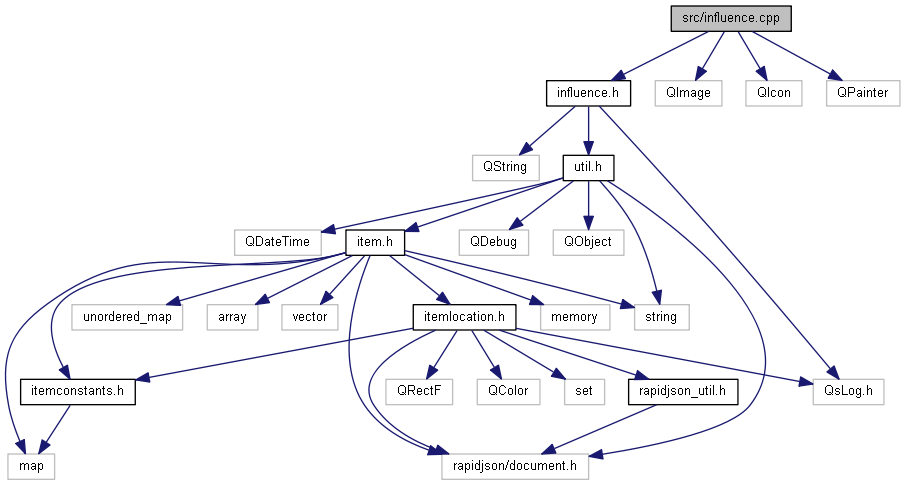 src/influence.cpp
influence.h
QImage
QIcon
QPainter
QString
util.h
QDateTime
item.h
QDebug
QObject
unordered_map
array
vector
itemlocation.h
memory
string
itemconstants.h
QRectF
QColor
set
rapidjson_util.h
QsLog.h
map
rapidjson/document.h